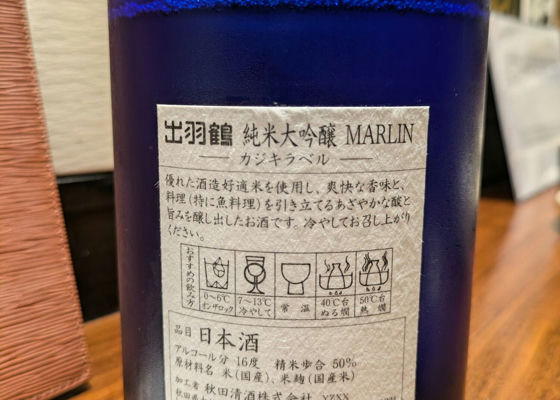 出羽鶴 純米大吟醸 MARLIN
― カジキラベル ―
優れた酒造好適米を使用し、爽快な香味と、
料理(特に魚料理)を引き立てるあざやかな酸と
旨みを醸し出したお酒です。冷やしてお召し上がり
ください。
おすすめの飲み方
0~6℃ オンザロック
7~13℃ 冷やして
常温
40℃台 ぬる燗
50℃台 熱燗
品目 日本酒
アルコール分 16度 精米歩合 50%
原材料名 米(国産)、米麹(国産米)
加工者 秋田清酒株式会社 YZXX